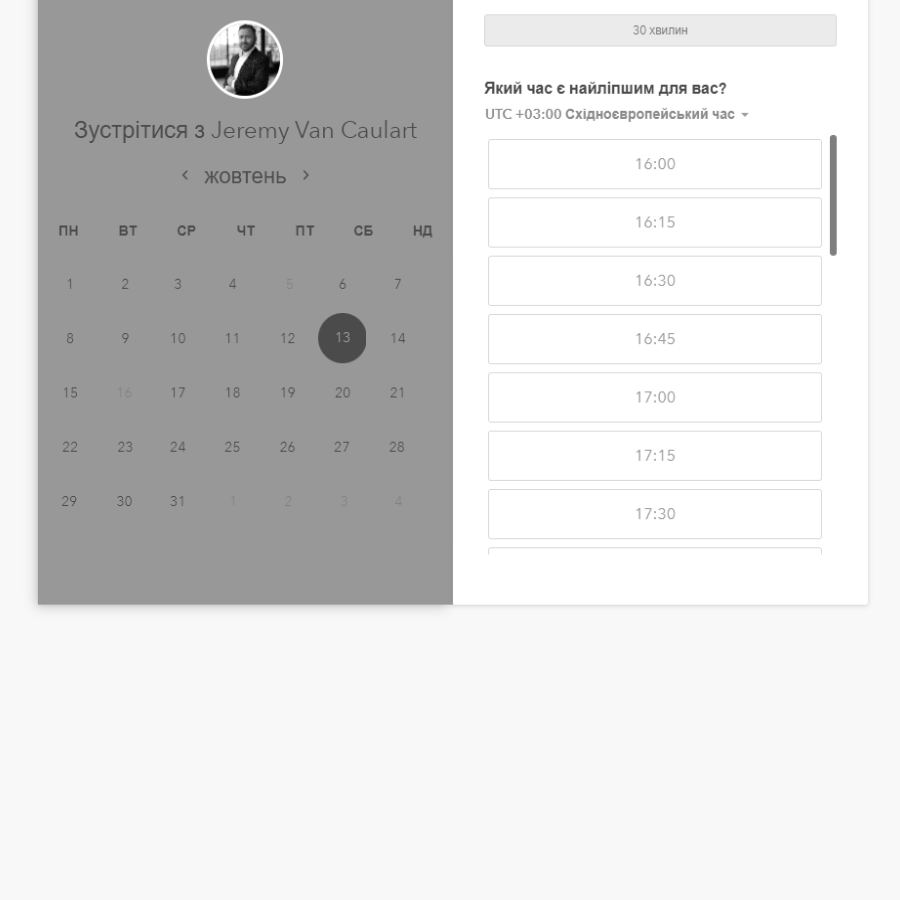 Зустрітися з Jeremy Van Caulart
жовтень
ПН ВТ СР ЧТ ПТ СБ НД
1 2 3 4 5 6 7
8 9 10 11 12 13 14
15 16 17 18 19 20 21
22 23 24 25 26 27 28
29 30 31 1 2 3 4
30 хвилин
Який час є найліпшим для вас?
UTC +03:00 Східноєвропейський час
16:00
16:15
16:30
16:45
17:00
17:15
17:30